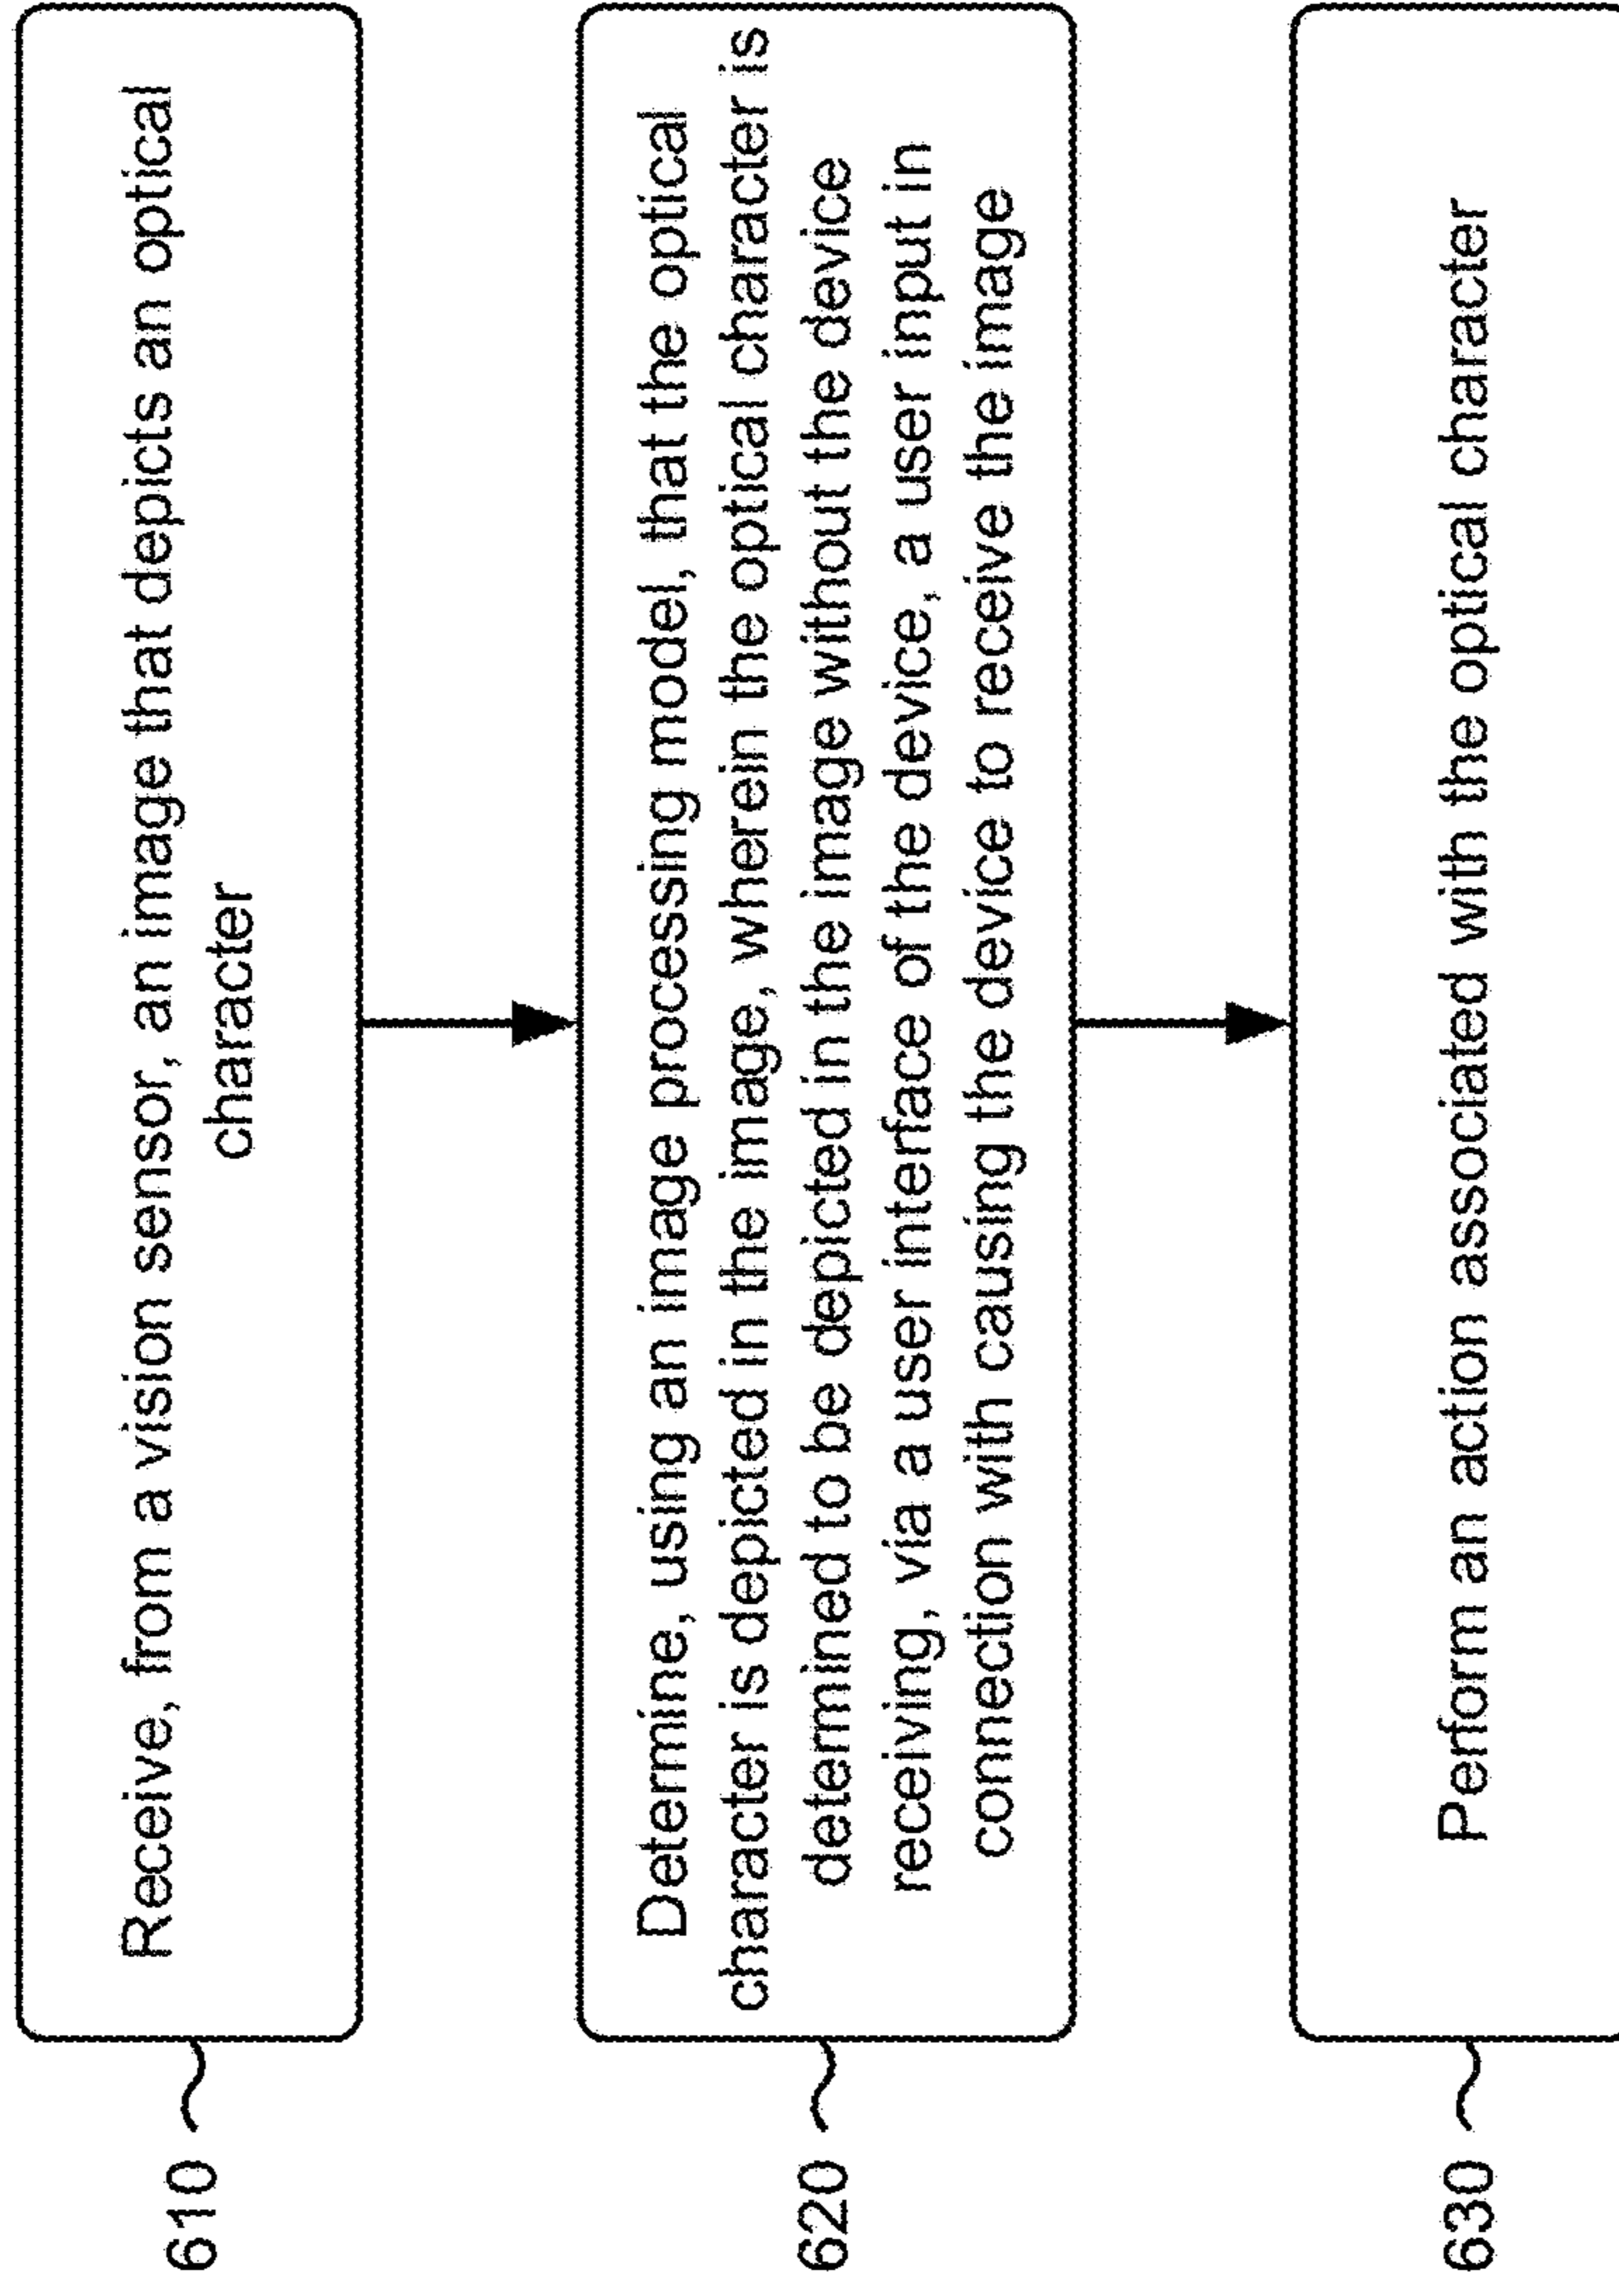 610
Receive, from a vision sensor, an image that depicts an optical
character
620
Determine, using an image processing model, that the optical
character is depicted in the image, wherein the optical character is
determined to be depicted in the image without the device
receiving, via a user interface of the device, a user input in
connection with causing the device to receive the image
630
Perform an action associated with the optical character